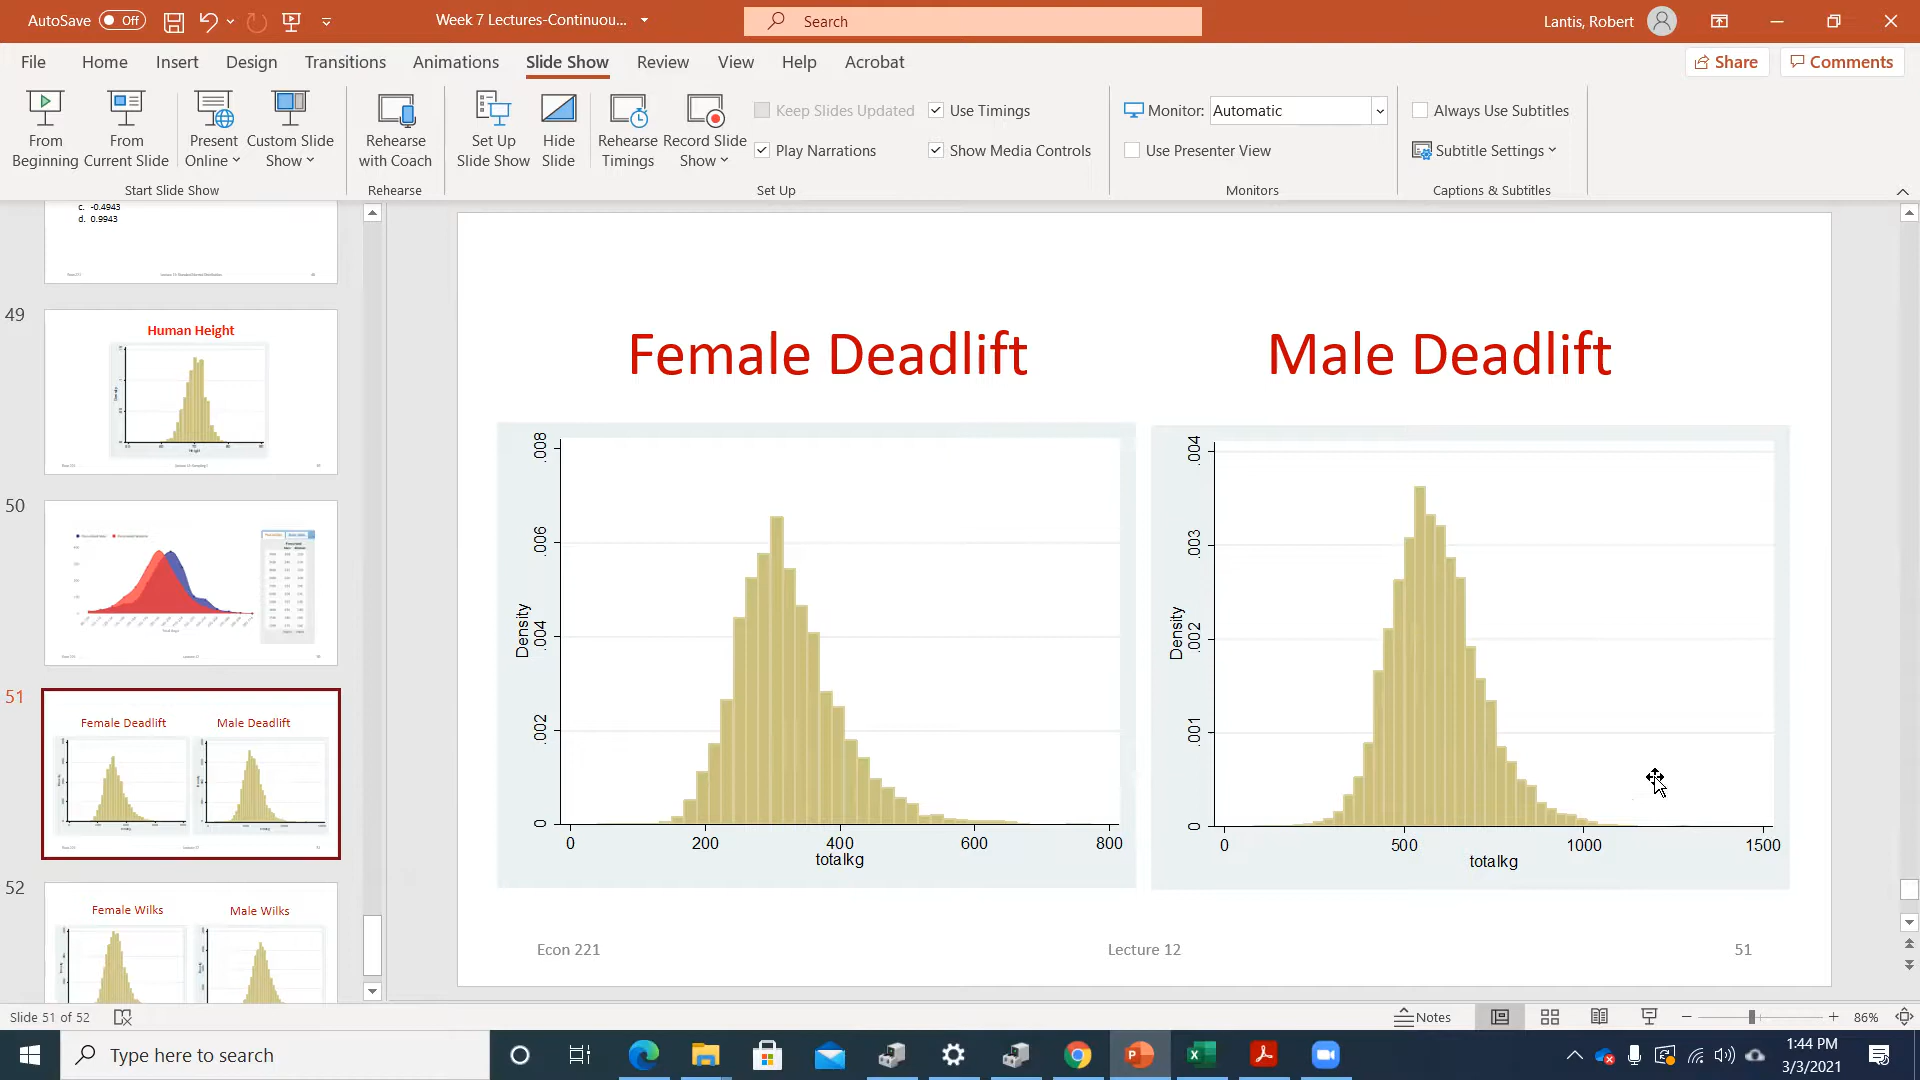 AutoSave Off Week 7 Lectures-Continuou... Search Lantis, Robert
File Home Insert Design Transitions Animations Slide Show Review View Help Acrobat Share Comments
From Beginning
From Current Slide
Present Online
Custom Slide Show
Start Slide Show
Rehearse with Coach
Rehearse
Set Up Slide Show
Hide Slide
Rehearse Timings
Record Slide Show
Keep Slides Updated
Play Narrations
Use Timings
Show Media Controls
Set Up
Monitor: Automatic
Use Presenter View
Monitors
Always Use Subtitles
Subtitle Settings
Captions & Subtitles
c. -0.4943
d. 0.9943
49
Human Height
50
51
Female Deadlift Male Deadlift
52
Female Wilks Male Wilks
Female Deadlift
Male Deadlift
Density
0 .002 .004 .006 .008
0 200 400 600 800
totalkg
Density
0 .001 .002 .003 .004
0 500 1000 1500
totalkg
Econ 221 Lecture 12 51
Slide 51 of 52 Notes 86%
Type here to search
1:44 PM
3/3/2021